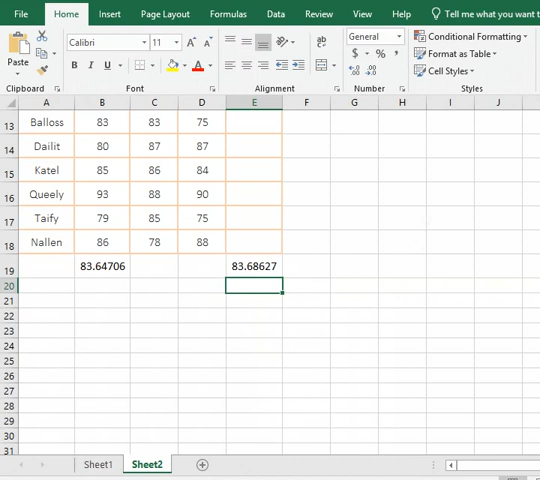 File Home Insert Page Layout Formulas Data Review View Help Tell me what you want t
Calibri 11 A A ab General Conditional Formatting
Paste B I U A $ % , Format as Table
Cell Styles
Clipboard Font Alignment Number Styles
A B C D E F G H I J
13 Balloss 83 83 75
14 Dailit 80 87 87
15 Katel 85 86 84
16 Queely 93 88 90
17 Taify 79 85 75
18 Nallen 86 78 88
19 83.64706 83.68627
20
21
22
23
24
25
26
27
28
29
30
31
Sheet1 Sheet2